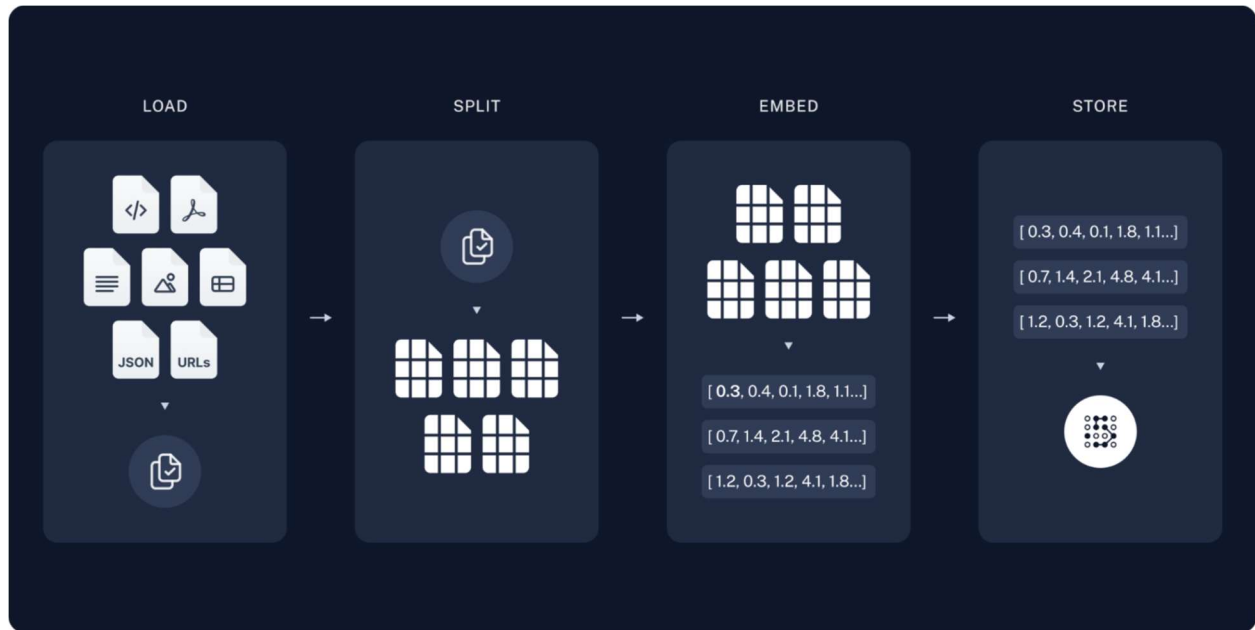 LOAD
SPLIT
EMBED
STORE
</>
JSON
URLs
[ 0.3, 0.4, 0.1, 1.8, 1.1...]
[ 0.7, 1.4, 2.1, 4.8, 4.1...]
[ 1.2, 0.3, 1.2, 4.1, 1.8...]
[ 0.3, 0.4, 0.1, 1.8, 1.1...]
[ 0.7, 1.4, 2.1, 4.8, 4.1...]
[ 1.2, 0.3, 1.2, 4.1, 1.8...]